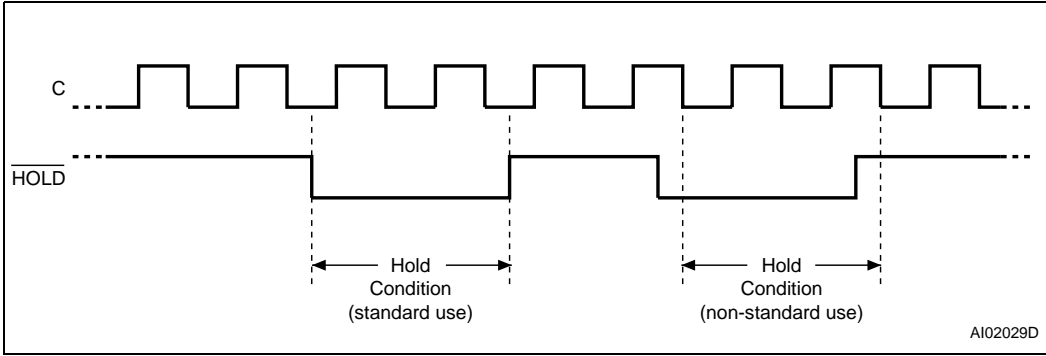 C
HOLD
Hold
Condition
(standard use)
Hold
Condition
(non-standard use)
AI02029D